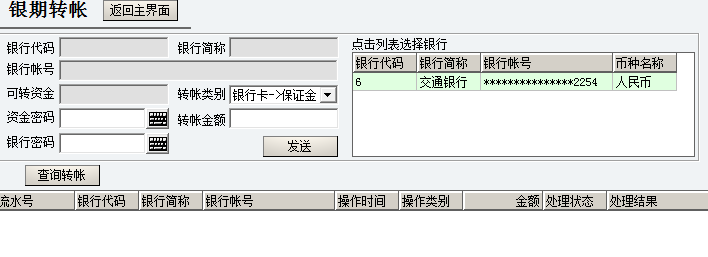 银期转帐 返回主界面
银行代码 银行简称 点击列表选择银行
银行代码 银行简称 银行帐号 币种名称
银行帐号
6 交通银行 ***************2254 人民币
可转资金 转帐类别 银行卡->保证金
资金密码 转帐金额
银行密码 发送
查询转帐
流水号 银行代码 银行简称 银行帐号 操作时间 操作类别 金额 处理状态 处理结果